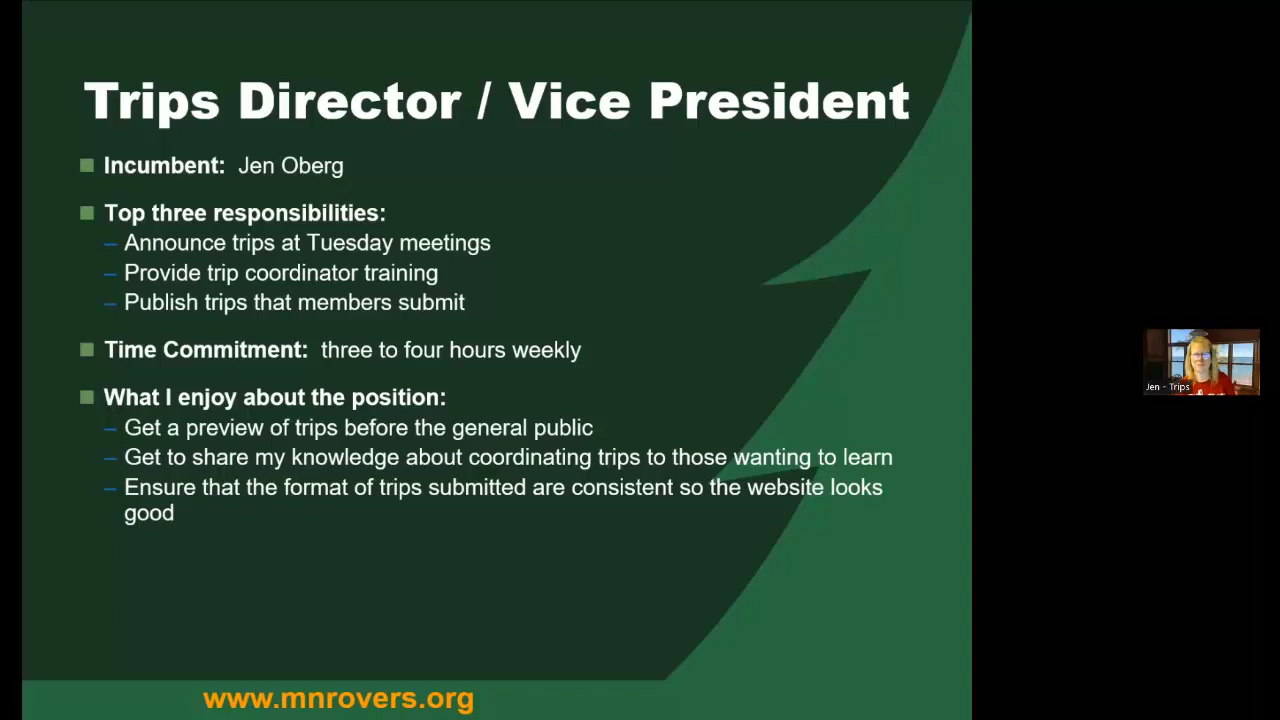 Trips Director / Vice President
Incumbent: Jen Oberg
Top three responsibilities:
– Announce trips at Tuesday meetings
– Provide trip coordinator training
– Publish trips that members submit
Time Commitment: three to four hours weekly
What I enjoy about the position:
– Get a preview of trips before the general public
– Get to share my knowledge about coordinating trips to those wanting to learn
– Ensure that the format of trips submitted are consistent so the website looks
good
www.mnrovers.org
Jen - Trips